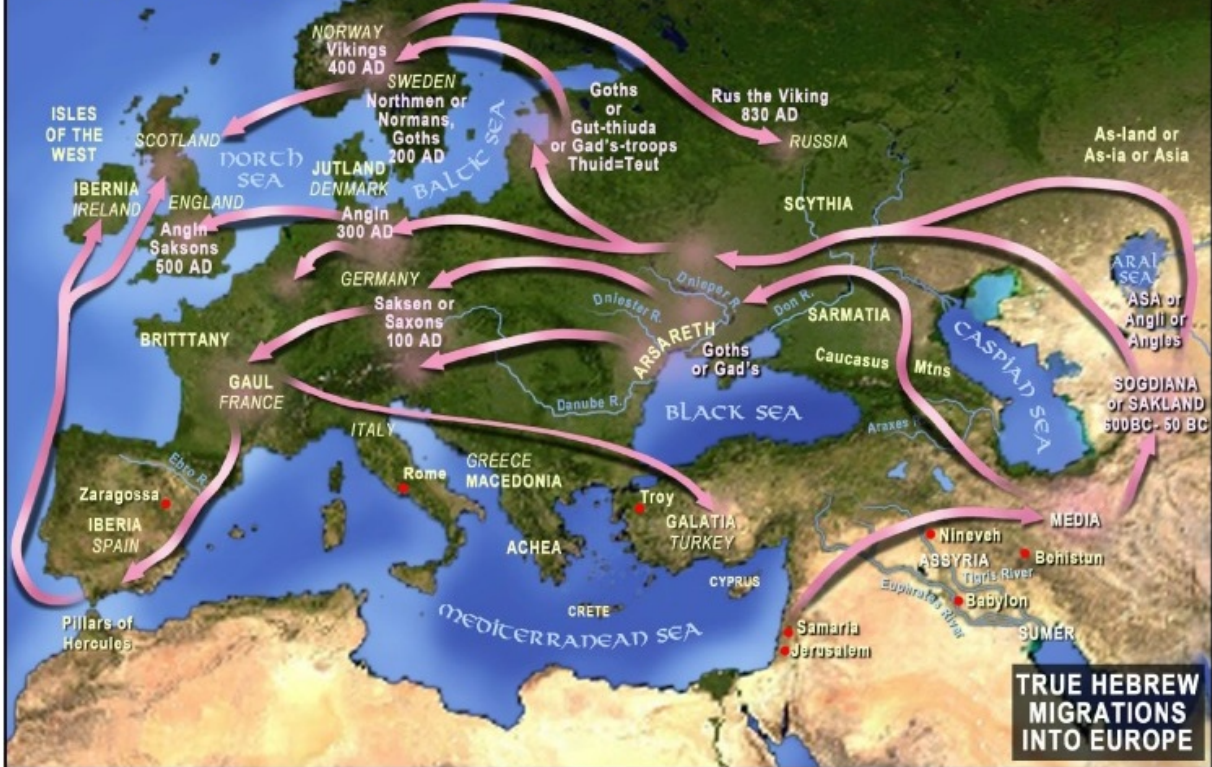 NORWAY
Vikings
400 AD
SWEDEN
Northmen or
Normans,
Goths
200 AD
ISLES
OF THE
WEST
SCOTLAND
NORTH
SEA
JUTLAND
DENMARK
BALTIC SEA
Goths
or
Gut-thiuda
or Gad's-troops
Thuid=Teut
Rus the Viking
830 AD
RUSSIA
As-land or
As-ia or Asia
IBERNIA
IRELAND
ENGLAND
Angln
Saksons
500 AD
Angln
300 AD
SCYTHIA
GERMANY
Saksen or
Saxons
100 AD
Dniester R.
Dnieper R.
Don R.
SARMATIA
ARAL
SEA
ASA or
Angli or
Angles
BRITTTANY
ARSARETH
Goths
or Gad's
Caucasus Mtns
CASPIAN SEA
SOGDIANA
or SAKLAND
600BC- 50 BC
GAUL
FRANCE
Danube R.
BLACK SEA
Araxes
ITALY
Ebro R.
Zaragossa
IBERIA
SPAIN
Rome
GREECE
MACEDONIA
Troy
GALATIA
TURKEY
MEDIA
Nineveh
ASSYRIA
Behistun
Tigris River
Euphrates River
Babylon
SUMER
ACHEA
CYPRUS
CRETE
MEDITERRANEAN SEA
Pillars of
Hercules
Samaria
Jerusalem
TRUE HEBREW
MIGRATIONS
INTO EUROPE